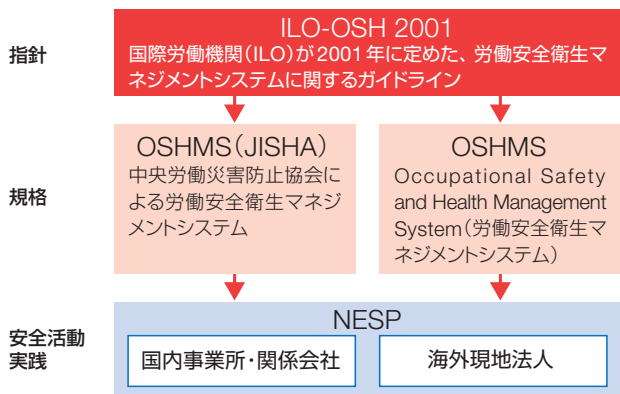 指針
ILO-OSH 2001
国際労働機関（ILO）が2001年に定めた、労働安全衛生マ
ネジメントシステムに関するガイドライン
規格
OSHMS（JISHA）
中央労働災害防止協会に
よる労働安全衛生マネジ
メントシステム
OSHMS
Occupational Safety
and Health Management
System（労働安全衛生マ
ネジメントシステム）
安全活動
実践
NESP
国内事業所・関係会社
海外現地法人